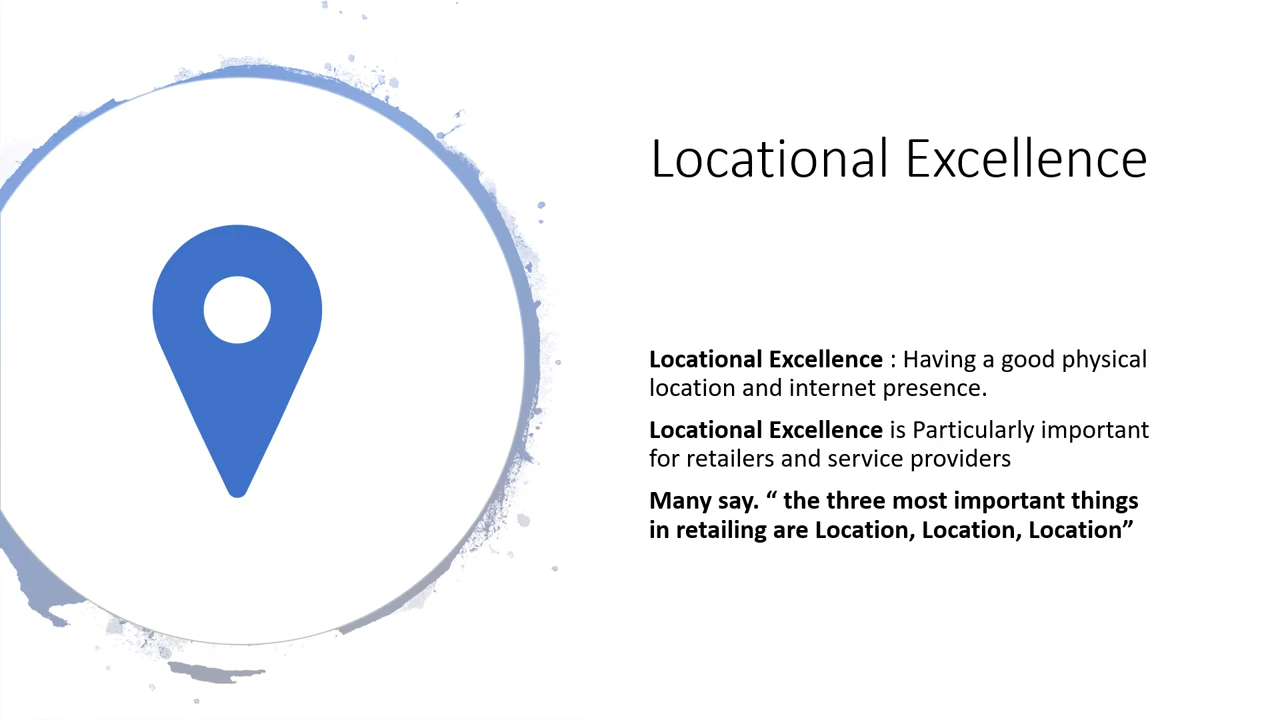 Locational Excellence
Locational Excellence : Having a good physical
location and internet presence.
Locational Excellence is Particularly important
for retailers and service providers
Many say. “ the three most important things
in retailing are Location, Location, Location”